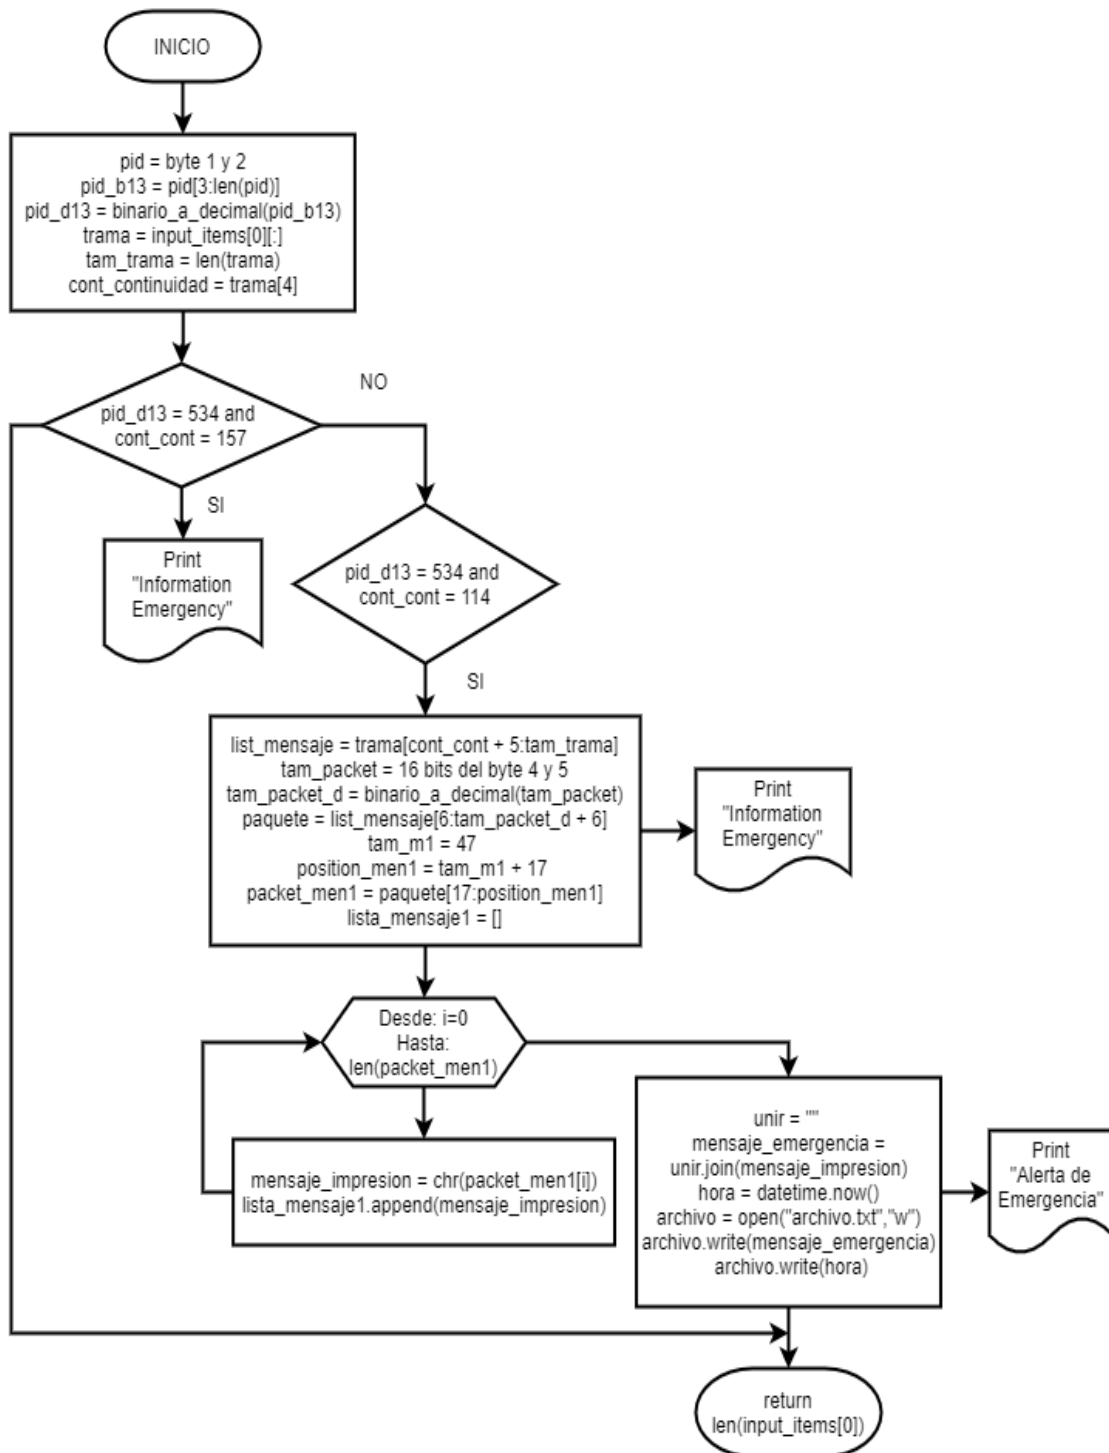 INICIO
pid = byte 1 y 2
pid_b13 = pid[3:len(pid)]
pid_d13 = binario_a_decimal(pid_b13)
trama = input_items[0][:]
tam_trama = len(trama)
cont_continuidad = trama[4]
NO
pid_d13 = 534 and
cont_cont = 157
SI
Print
"Information
Emergency"
pid_d13 = 534 and
cont_cont = 114
SI
list_mensaje = trama[cont_cont + 5:tam_trama]
tam_packet = 16 bits del byte 4 y 5
tam_packet_d = binario_a_decimal(tam_packet)
paquete = list_mensaje[6:tam_packet_d + 6]
tam_m1 = 47
position_men1 = tam_m1 + 17
packet_men1 = paquete[17:position_men1]
lista_mensaje1 = []
Print
"Information
Emergency"
Desde: i=0
Hasta:
len(packet_men1)
mensaje_impresion = chr(packet_men1[i])
lista_mensaje1.append(mensaje_impresion)
unir = ""
mensaje_emergencia =
unir.join(mensaje_impresion)
hora = datetime.now()
archivo = open("archivo.txt","w")
archivo.write(mensaje_emergencia)
archivo.write(hora)
Print
"Alerta de
Emergencia"
return
len(input_items[0])